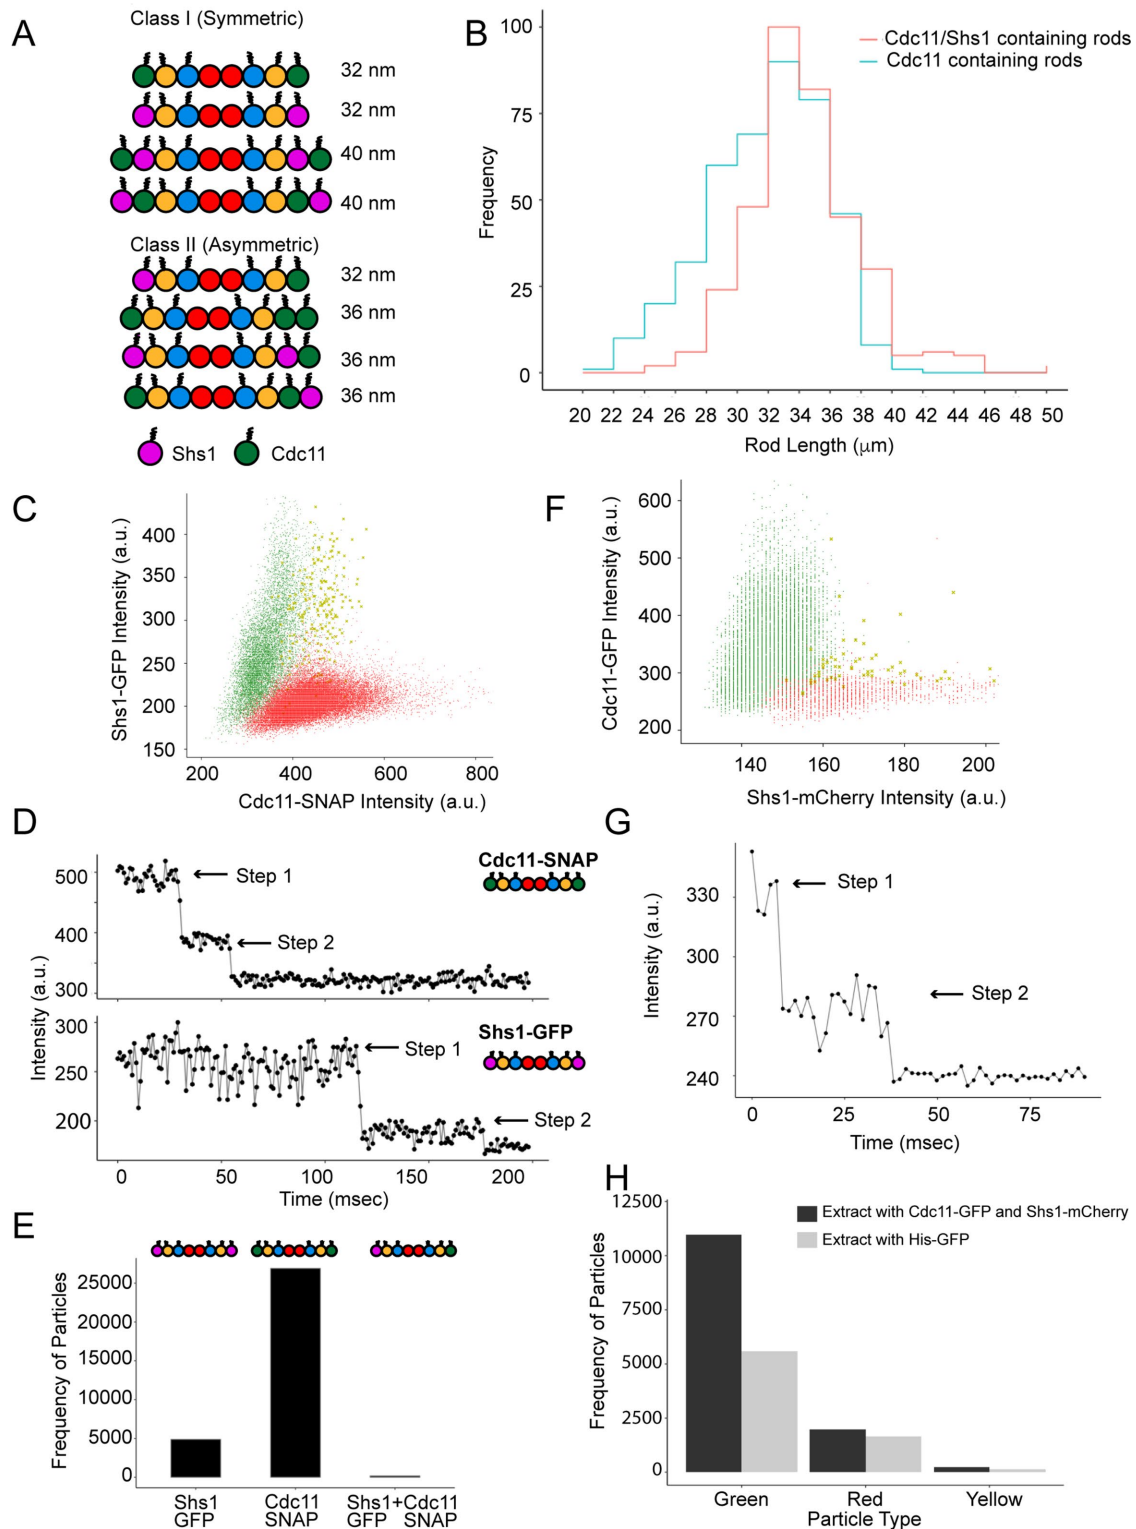 A
Class I (Symmetric)
32 nm
32 nm
40 nm
40 nm
Class II (Asymmetric)
32 nm
36 nm
36 nm
36 nm
Shs1
Cdc11
B
Cdc11/Shs1 containing rods
Cdc11 containing rods
Frequency
100
75
50
25
0
20 22 24 26 28 30 32 34 36 38 40 42 44 46 48 50
Rod Length (µm)
C
Shs1-GFP Intensity (a.u.)
400
350
300
250
200
150
200 400 600 800
Cdc11-SNAP Intensity (a.u.)
F
Cdc11-GFP Intensity (a.u.)
600
500
400
300
200
140 160 180 200
Shs1-mCherry Intensity (a.u.)
D
Intensity (a.u.)
500
400
300
Step 1
Step 2
Cdc11-SNAP
300
250
200
Step 1
Step 2
Shs1-GFP
0 50 100 150 200
Time (msec)
G
Intensity (a.u.)
330
300
270
240
Step 1
Step 2
0 25 50 75
Time (msec)
E
Frequency of Particles
25000
20000
15000
10000
5000
0
Shs1 Cdc11 Shs1+Cdc11
GFP SNAP GFP SNAP
H
Frequency of Particles
12500
10000
7500
5000
2500
0
Extract with Cdc11-GFP and Shs1-mCherry
Extract with His-GFP
Green Red Yellow
Particle Type